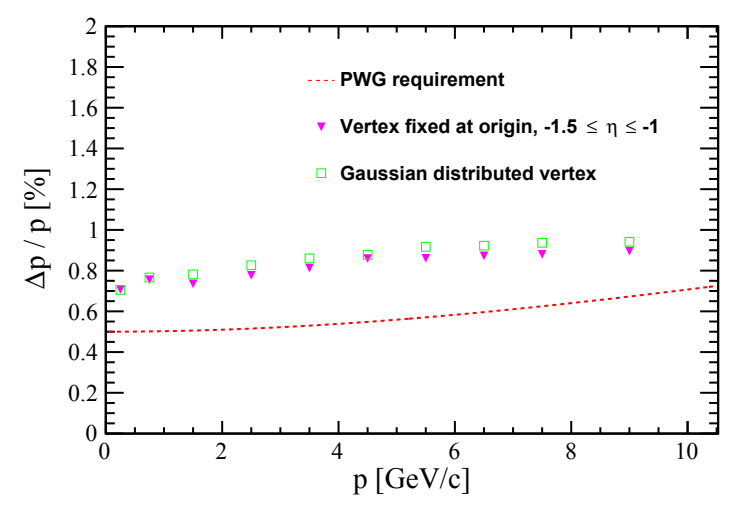 2
1.8
1.6
1.4
1.2
1
0.8
0.6
0.4
0.2
0
Δp / p [%]
PWG requirement
Vertex fixed at origin, -1.5 ≤ η ≤ -1
Gaussian distributed vertex
0 2 4 6 8 10
p [GeV/c]